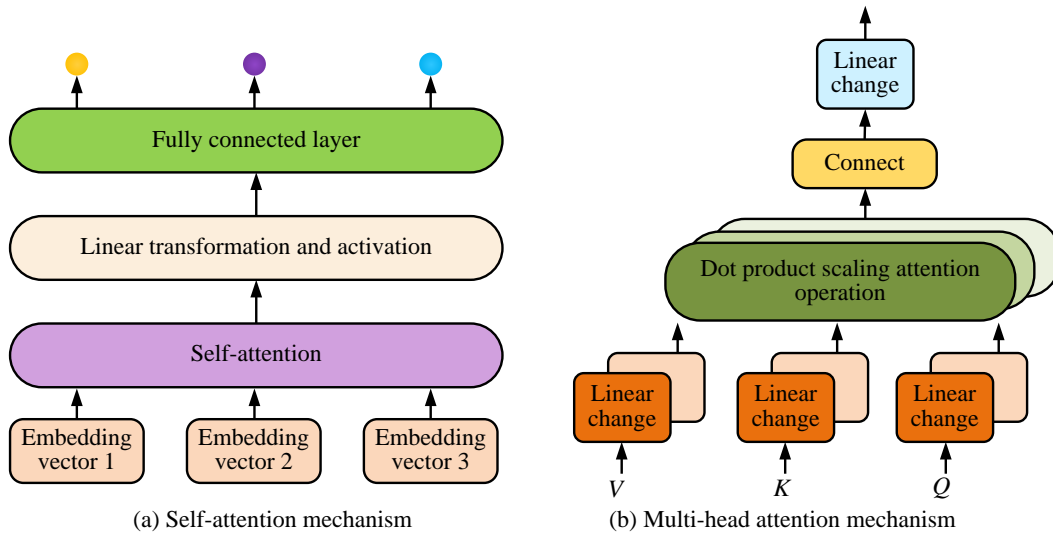 Fully connected layer
Linear transformation and activation
Self-attention
Embedding
vector 1
Embedding
vector 2
Embedding
vector 3
(a) Self-attention mechanism
Linear
change
Connect
Dot product scaling attention
operation
Linear
change
Linear
change
Linear
change
V
K
Q
(b) Multi-head attention mechanism